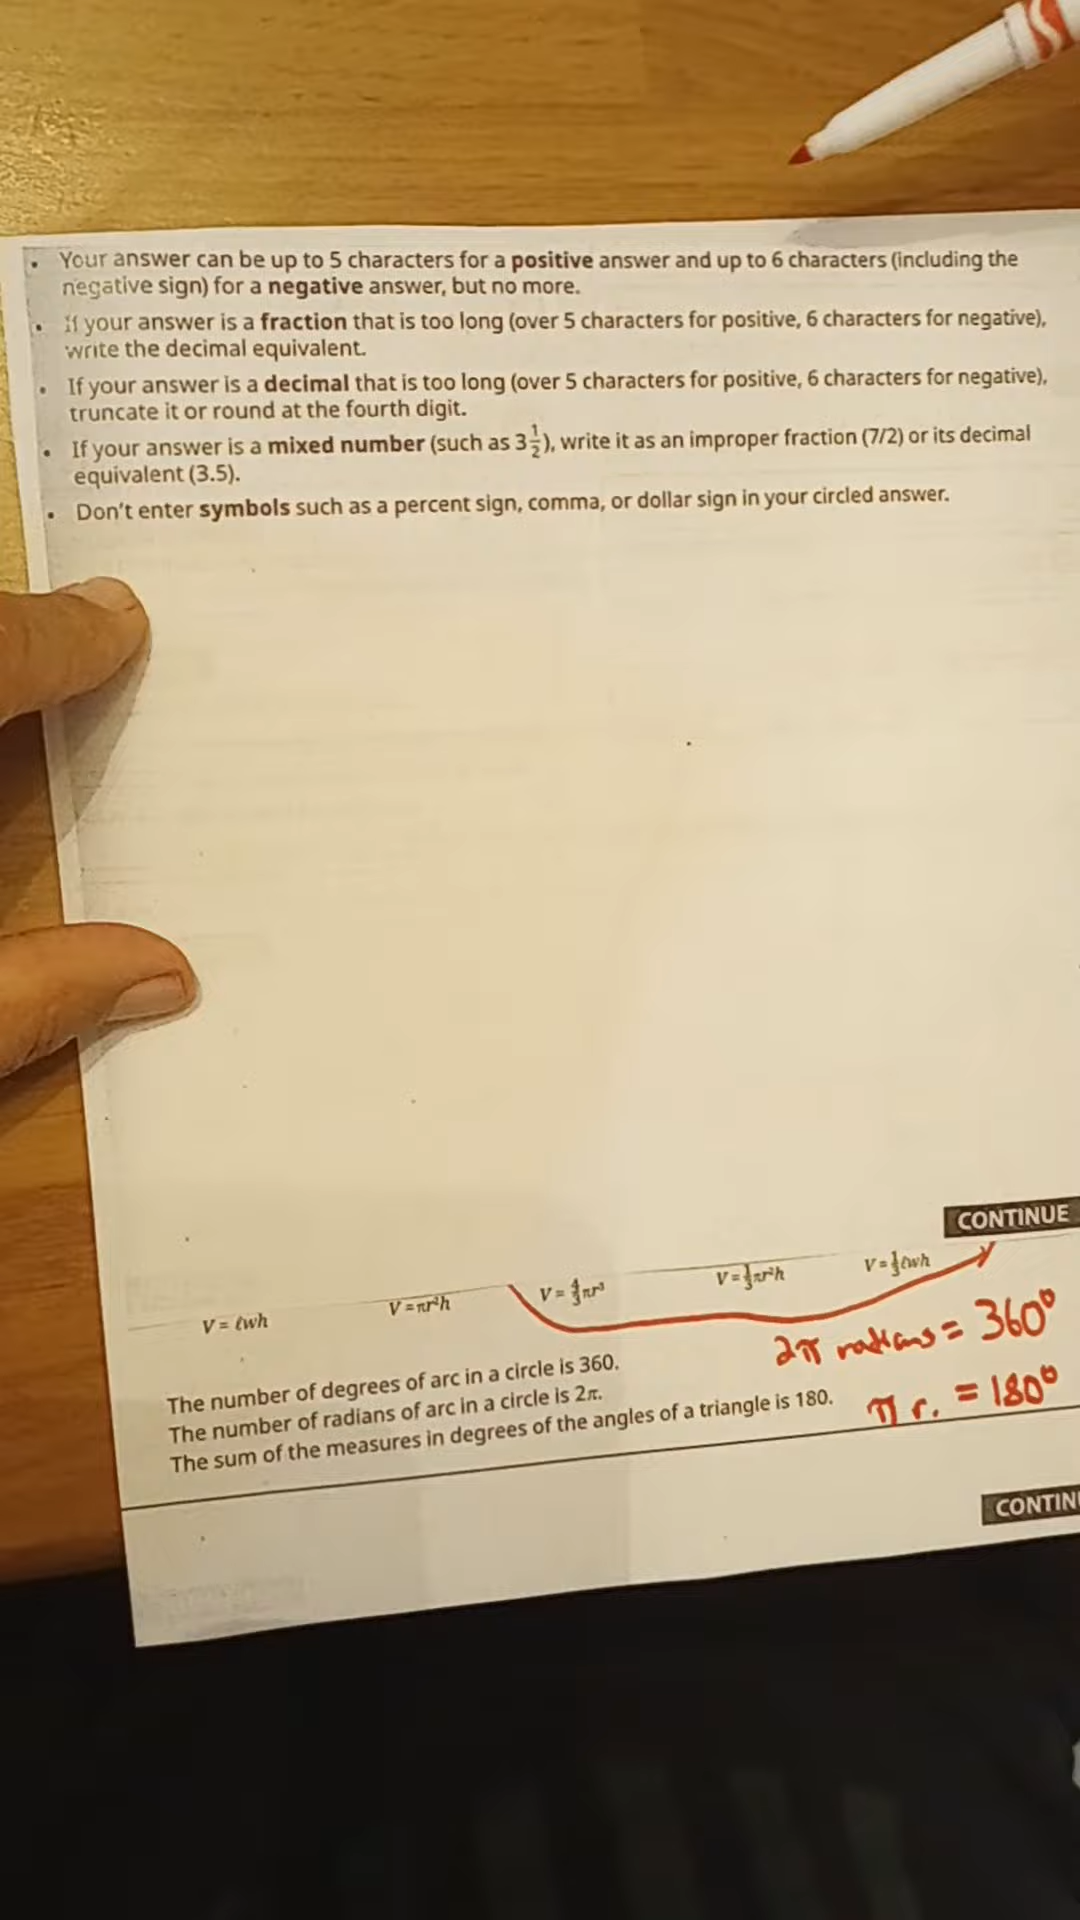 • Your answer can be up to 5 characters for a positive answer and up to 6 characters (including the
negative sign) for a negative answer, but no more.
• If your answer is a fraction that is too long (over 5 characters for positive, 6 characters for negative),
write the decimal equivalent.
• If your answer is a decimal that is too long (over 5 characters for positive, 6 characters for negative),
truncate it or round at the fourth digit.
• If your answer is a mixed number (such as 3 1/2), write it as an improper fraction (7/2) or its decimal
equivalent (3.5).
• Don't enter symbols such as a percent sign, comma, or dollar sign in your circled answer.
CONTINUE
V = ℓwh V = πr²h V = 4/3πr³ V = 1/3πr²h V = 1/3ℓwh
2π radians = 360°
The number of degrees of arc in a circle is 360.
The number of radians of arc in a circle is 2π.
The sum of the measures in degrees of the angles of a triangle is 180.
π r. = 180°
CONTIN